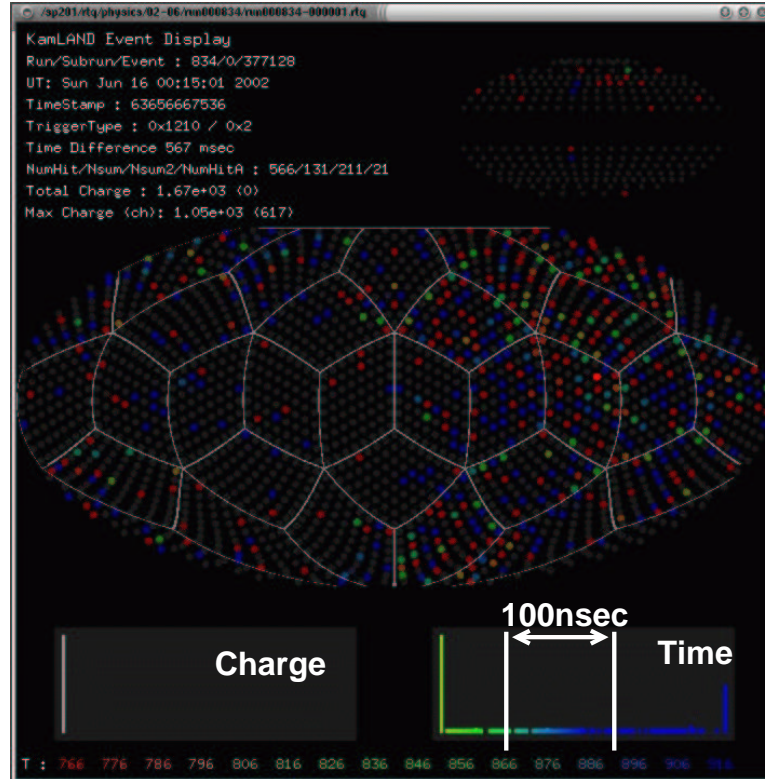 /sp201/rtq/physics/02-06/run000834/run000834-000001.rtq
KamLAND Event Display
Run/Subrun/Event : 834/0/377128
UT: Sun Jun 16 00:15:01 2002
TimeStamp : 63656667536
TriggerType : 0x1210 / 0x2
Time Difference 567 msec
NumHit/Nsum/Nsum2/NumHitA : 566/131/211/21
Total Charge : 1.67e+03 (0)
Max Charge (ch): 1.05e+03 (617)
100nsec
Charge
Time
T : 766 776 786 796 806 816 826 836 846 856 866 876 886 896 906 916